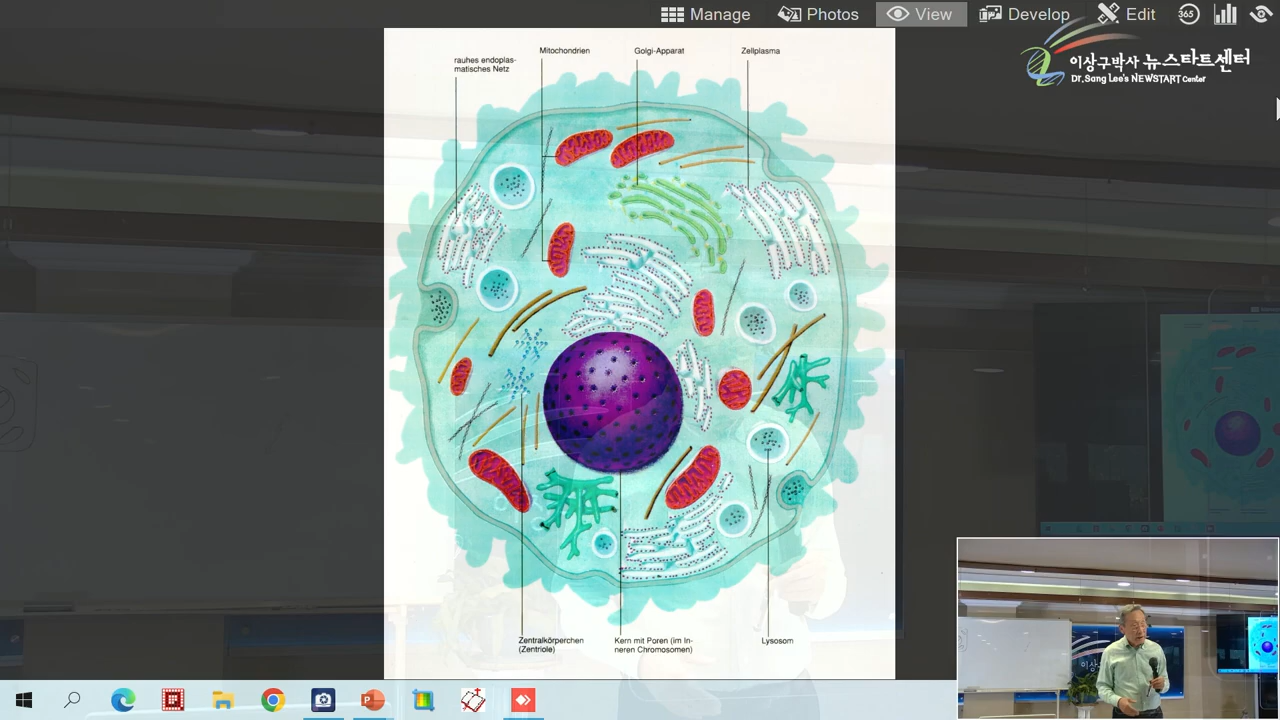 Manage
Photos
View
Develop
Edit
365
이상구박사 뉴스타트센터
Dr. Sang Lee's NEWSTART Center
Mitochondrien
Golgi-Apparat
Zellplasma
rauhes endoplas-
matisches Netz
Zentralkörperchen
(Zentriole)
Kern mit Poren (im In-
neren Chromosomen)
Lysosom